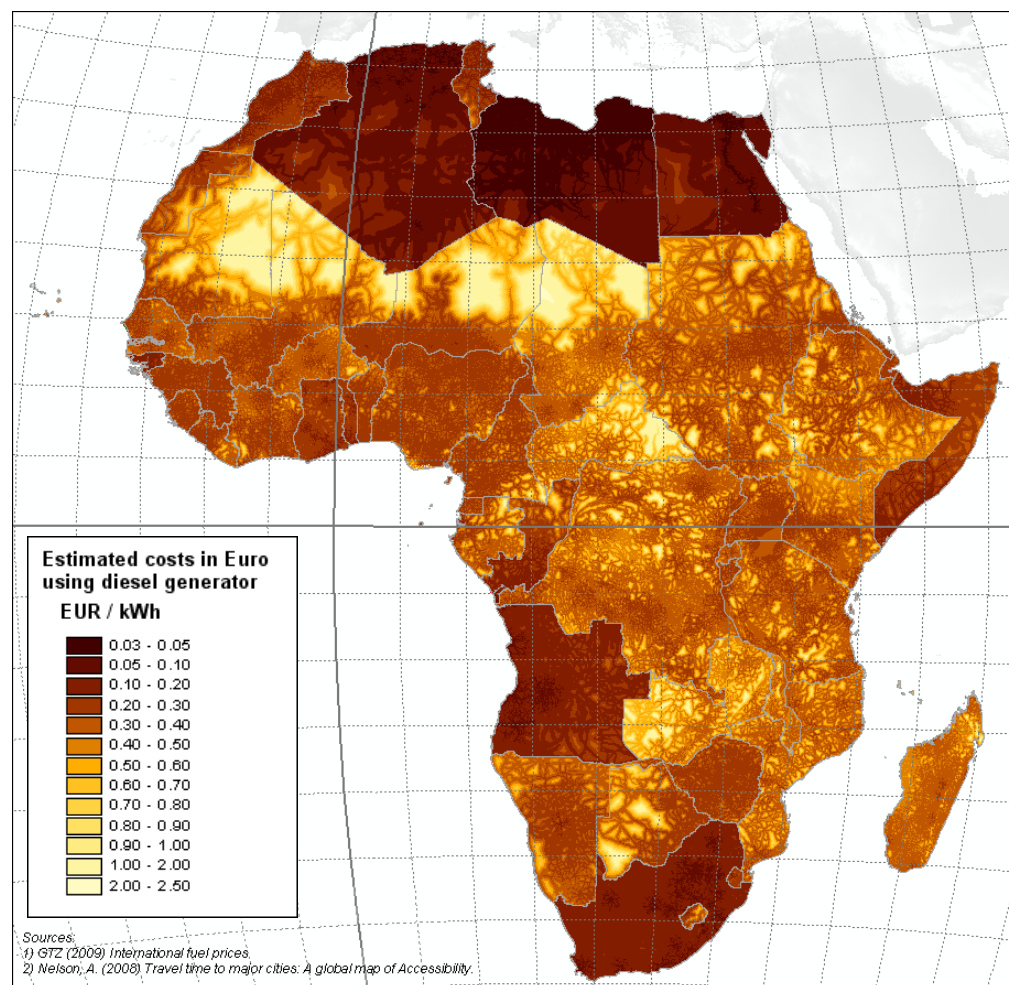 Estimated costs in Euro
using diesel generator
EUR / kWh
0.03 - 0.05
0.05 - 0.10
0.10 - 0.20
0.20 - 0.30
0.30 - 0.40
0.40 - 0.50
0.50 - 0.60
0.60 - 0.70
0.70 - 0.80
0.80 - 0.90
0.90 - 1.00
1.00 - 2.00
2.00 - 2.50
Sources:
1) GTZ (2009) International fuel prices,
2) Nelson, A. (2008) Travel time to major cities: A global map of Accessibility.